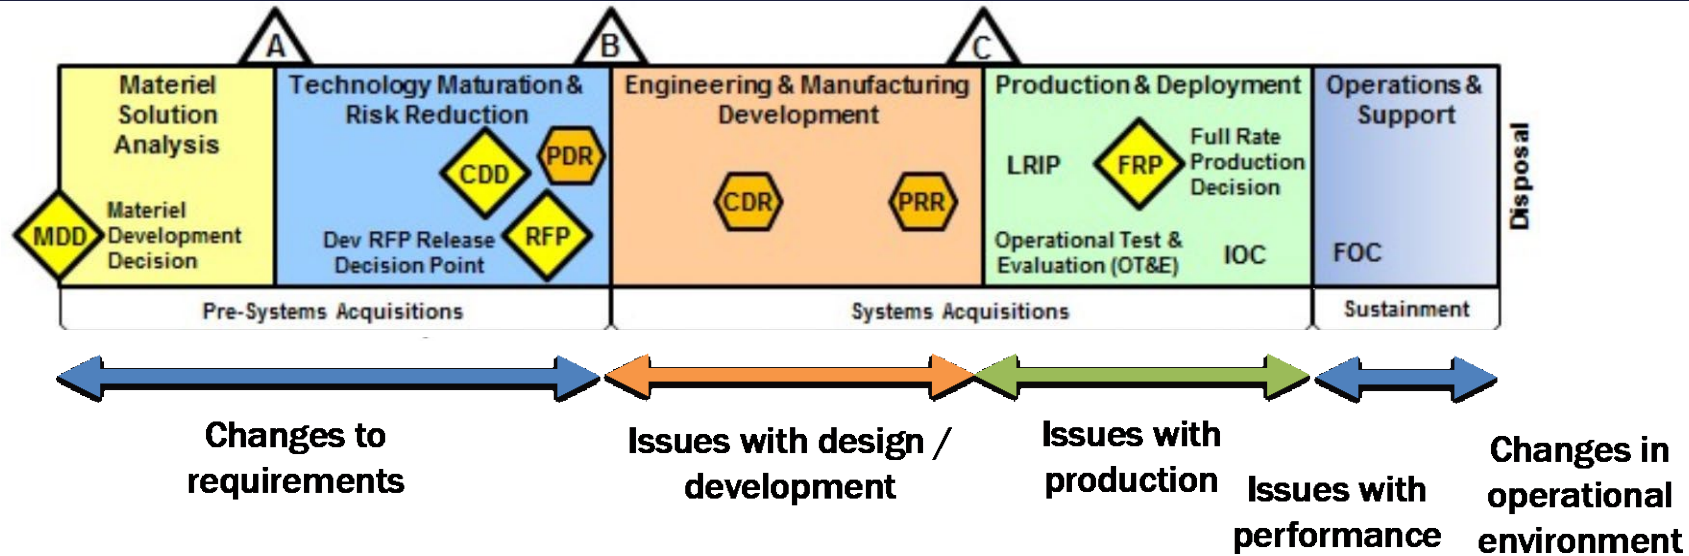 A
B
C
Materiel
Solution
Analysis
MDD
Materiel
Development
Decision
Technology Maturation &
Risk Reduction
CDD
PDR
Dev RFP Release
Decision Point
RFP
Engineering & Manufacturing
Development
CDR
PRR
Production & Deployment
LRIP
FRP
Full Rate
Production
Decision
Operational Test &
Evaluation (OT&E)
IOC
Operations &
Support
FOC
Disposal
Pre-Systems Acquisitions
Systems Acquisitions
Sustainment
Changes to
requirements
Issues with design /
development
Issues with
production
Issues with
performance
Changes in
operational
environment